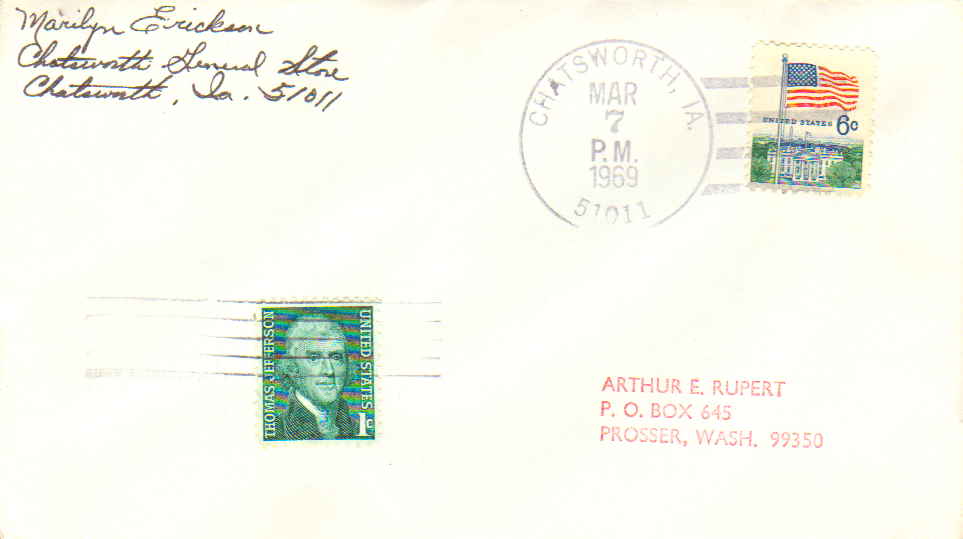 Marilyn Erickson
Chatsworth General Store
Chatsworth, Ia. 51011
CHATSWORTH, IA.
MAR
7
P.M.
1969
51011
UNITED STATES 6c
THOMAS JEFFERSON
UNITED STATES
1c
ARTHUR E. RUPERT
P. O. BOX 645
PROSSER, WASH. 99350